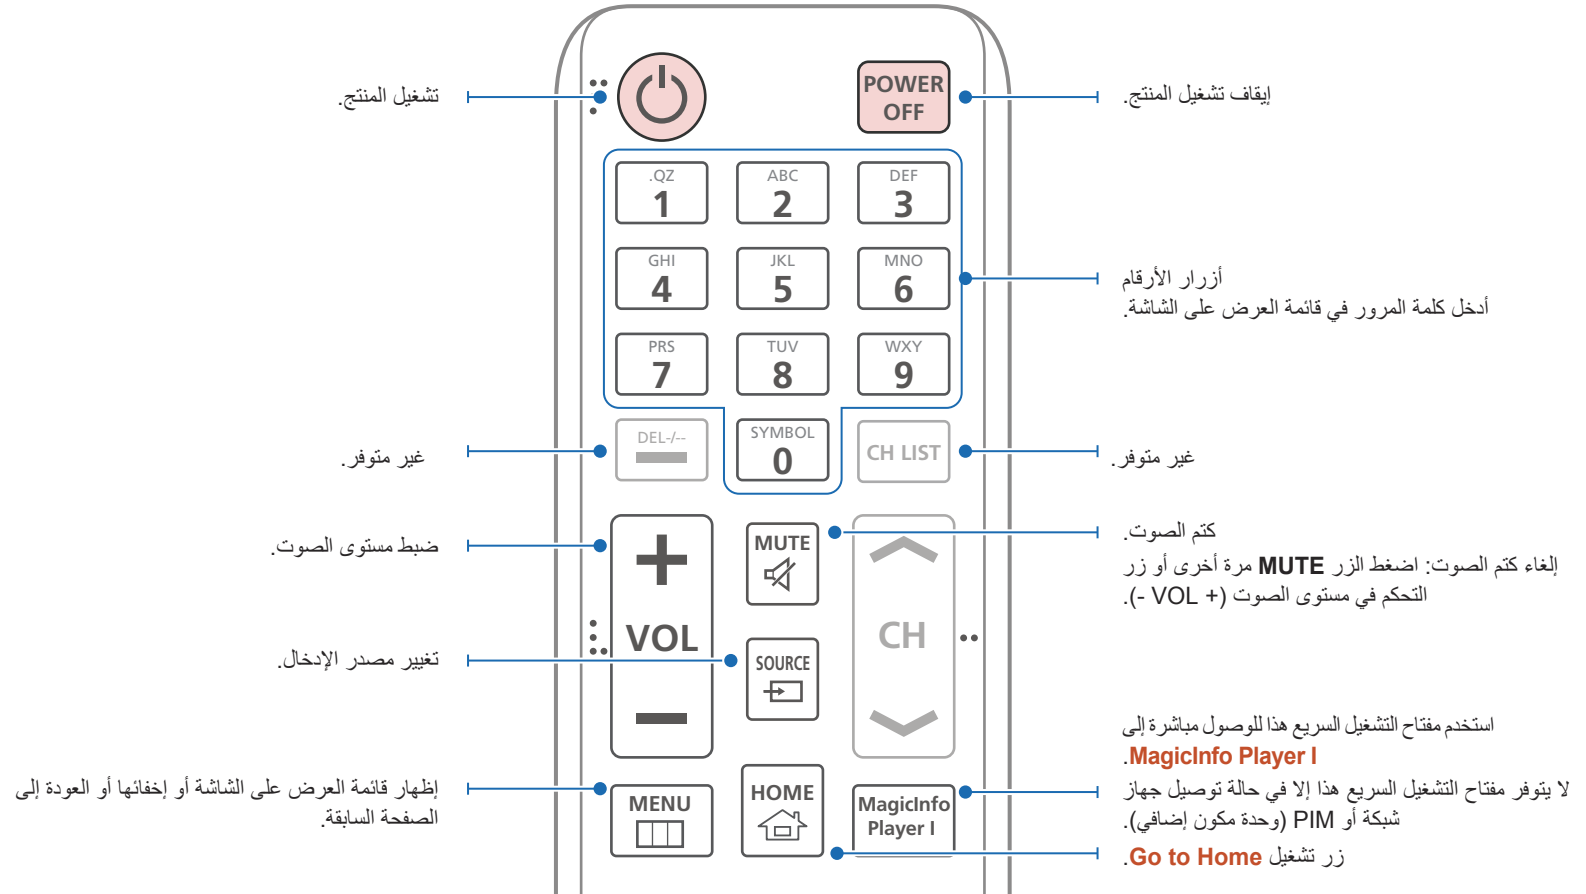 تشغيل المنتج.
POWER
OFF
إيقاف تشغيل المنتج.
.QZ
1
ABC
2
DEF
3
GHI
4
JKL
5
MNO
6
أزرار الأرقام
أدخل كلمة المرور في قائمة العرض على الشاشة.
PRS
7
TUV
8
WXY
9
غير متوفر.
DEL-/--
SYMBOL
0
CH LIST
غير متوفر.
ضبط مستوى الصوت.
VOL
MUTE
CH
كتم الصوت.
إلغاء كتم الصوت: اضغط الزر MUTE مرة أخرى أو زر
التحكم في مستوى الصوت (+ VOL -).
تغيير مصدر الإدخال.
SOURCE
استخدم مفتاح التشغيل السريع هذا للوصول مباشرة إلى
MagicInfo Player I.
لا يتوفر مفتاح التشغيل السريع هذا إلا في حالة توصيل جهاز
شبكة أو PIM (وحدة مكون إضافي).
إظهار قائمة العرض على الشاشة أو إخفائها أو العودة إلى
الصفحة السابقة.
MENU
HOME
MagicInfo
Player I
زر تشغيل Go to Home.